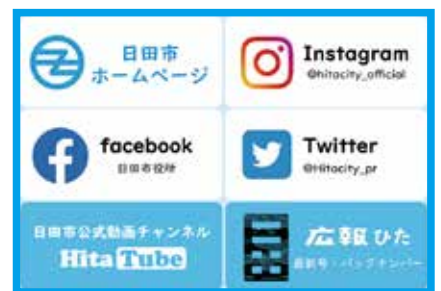 日田市
ホームページ
Instagram
@hitacity_official
facebook
日田市役所
Twitter
@Hitacity_pr
日田市公式動画チャンネル
Hita Tube
広報ひた
最新号・バックナンバー